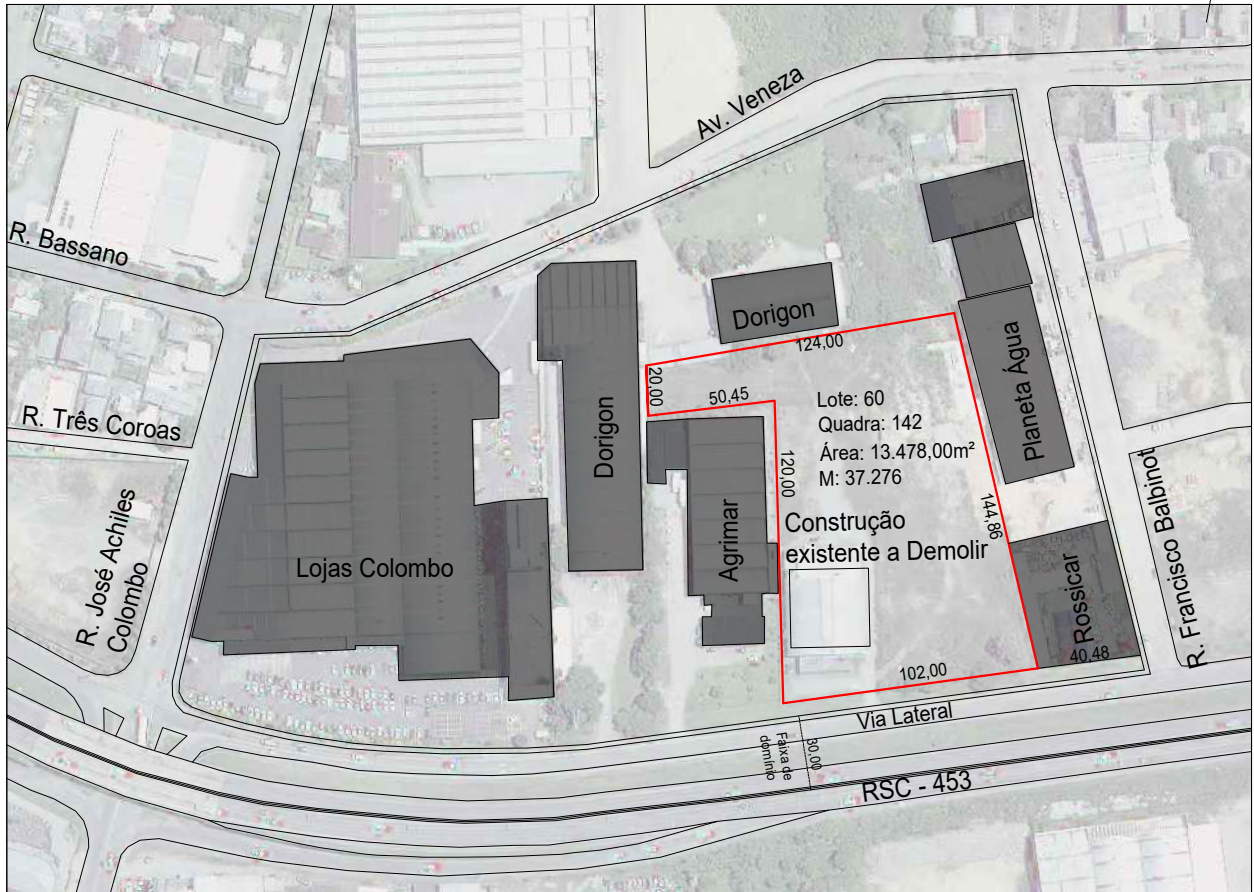 Av. Veneza
R. Bassano
Dorigon
124,00
20,00
50,45
Lote: 60
Quadra: 142
Área: 13.478,00m²
M: 37.276
Planeta Água
R. Três Coroas
Dorigon
120,00
144,86
R. Francisco Balbinot
Construção
existente a Demolir
Agrimar
Lojas Colombo
R. José Achiles
Colombo
Rossicar
40,48
102,00
Via Lateral
Faixa de
domínio
30,00
RSC - 453